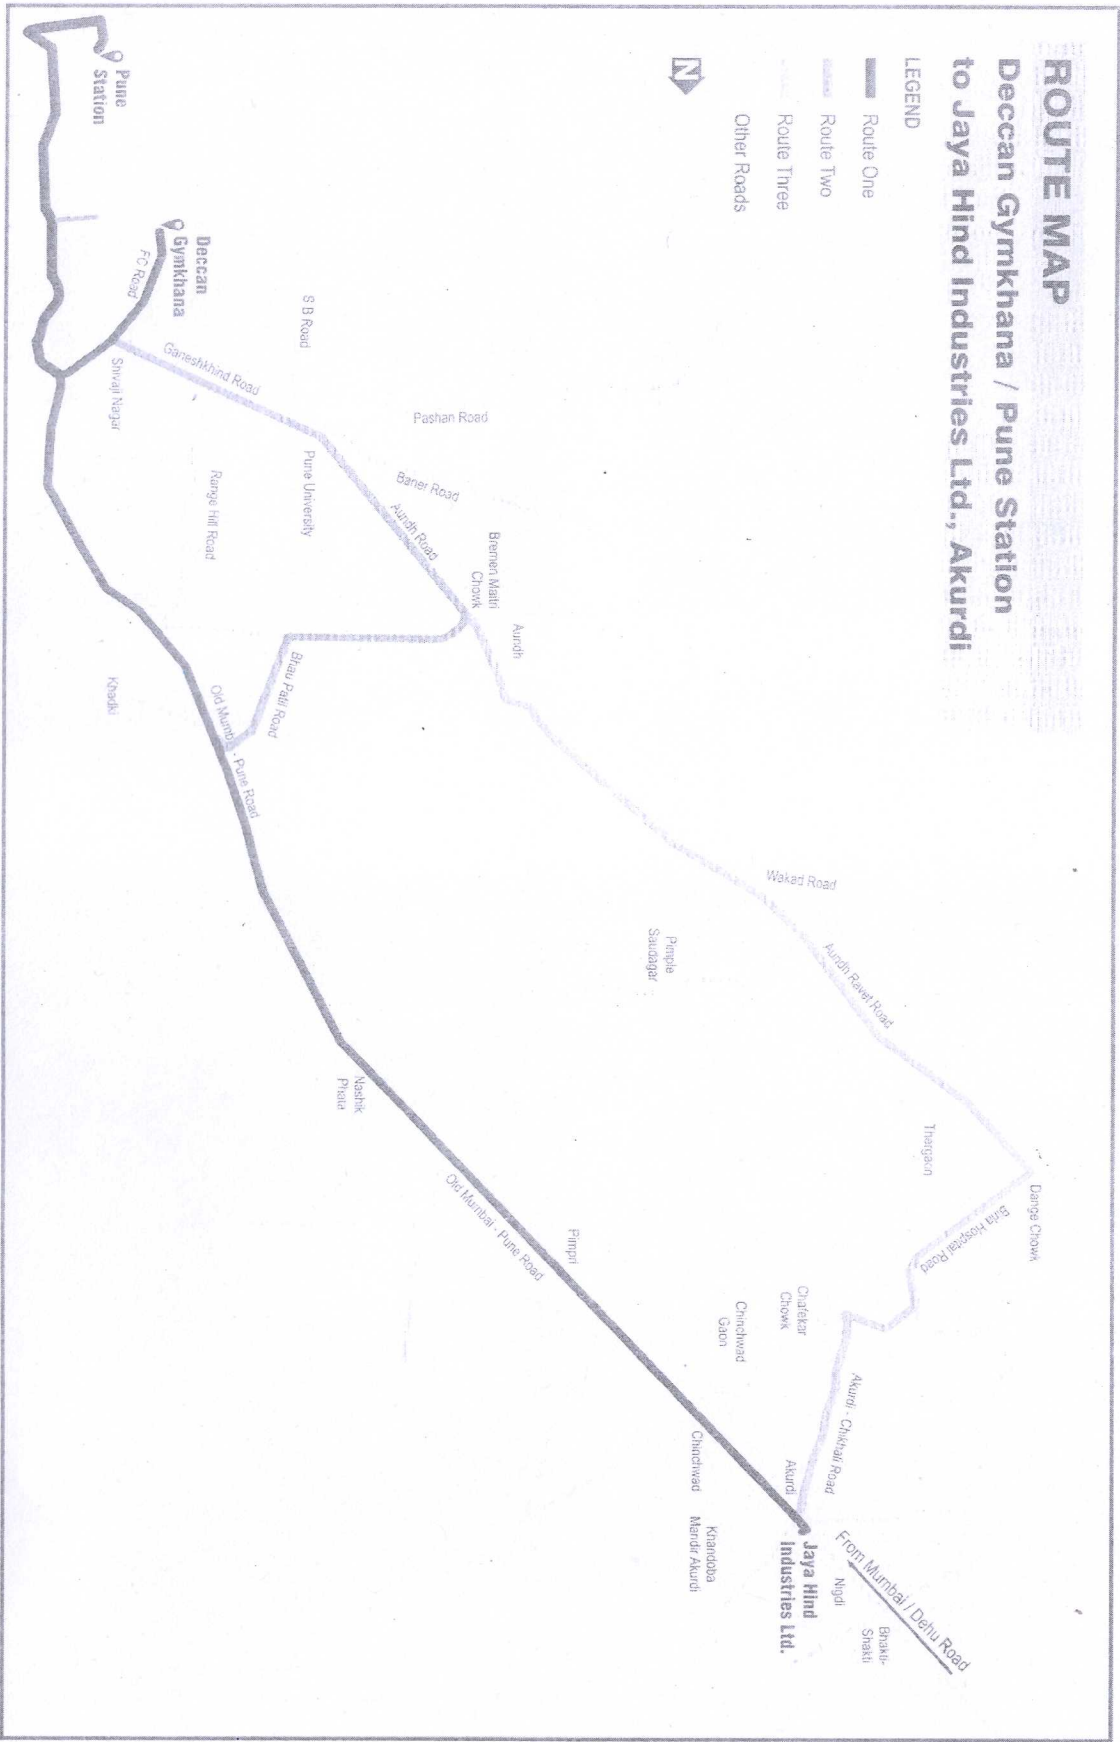 ROUTE MAP
Deccan Gymkhana / Pune Station
to Jaya Hind Industries Ltd., Akurdi
LEGEND
Route One
Route Two
Route Three
Other Roads
N
Pune
Station
Deccan
Gymkhana
FC Road
S B Road
Ganeshkhind Road
Shivaji Nagar
Pashan Road
Pune University
Baner Road
Range Hill Road
Aundh Road
Bremen Maitri
Chowk
Aundh
Bhau Patil Road
Khadki
Old Mumbai - Pune Road
Wakad Road
Pimple
Saudagar
Aundh Ravet Road
Nashik
Phata
Thergaon
Dange Chowk
Birla Hospital Road
Old Mumbai - Pune Road
Pimpri
Chafekar
Chowk
Chinchwad
Gaon
Akurdi - Chikhali Road
Chinchwad
Akurdi
Khandoba
Mandir Akurdi
Jaya Hind
Industries Ltd.
From Mumbai / Dehu Road
Nigdi
Bhakti-
Shakti